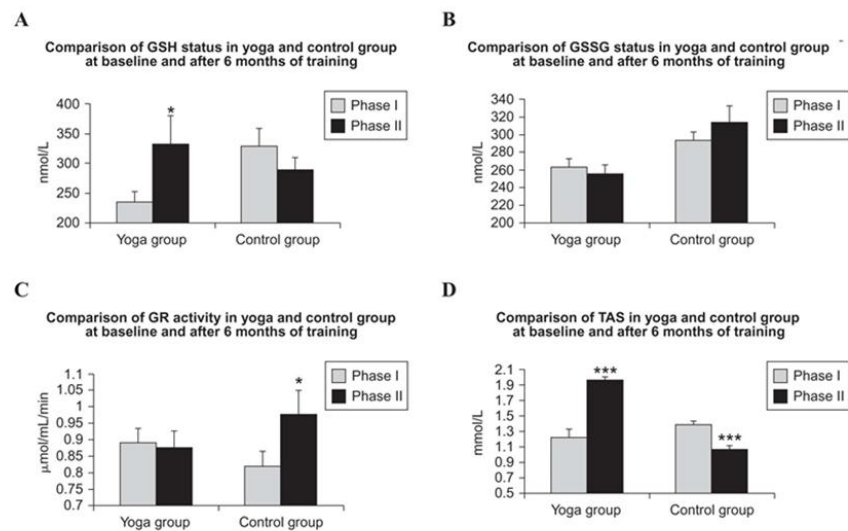 A
Comparison of GSH status in yoga and control group
at baseline and after 6 months of training
400
350
300
250
200
nmol/L
*
Phase I
Phase II
Yoga group
Control group
B
Comparison of GSSG status in yoga and control group
at baseline and after 6 months of training
340
320
300
280
260
240
220
200
nmol/L
Phase I
Phase II
Yoga group
Control group
C
Comparison of GR activity in yoga and control group
at baseline and after 6 months of training
1.1
1.05
1
0.95
0.9
0.85
0.8
0.75
0.7
μmol/mL/min
*
Phase I
Phase II
Yoga group
Control group
D
Comparison of TAS in yoga and control group
at baseline and after 6 months of training
2.1
1.9
1.7
1.5
1.3
1.1
0.9
0.7
0.5
mmol/L
***
***
Phase I
Phase II
Yoga group
Control group